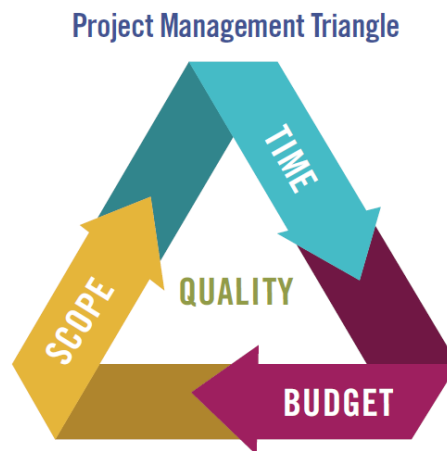 Project Management Triangle
TIME
QUALITY
SCOPE
BUDGET